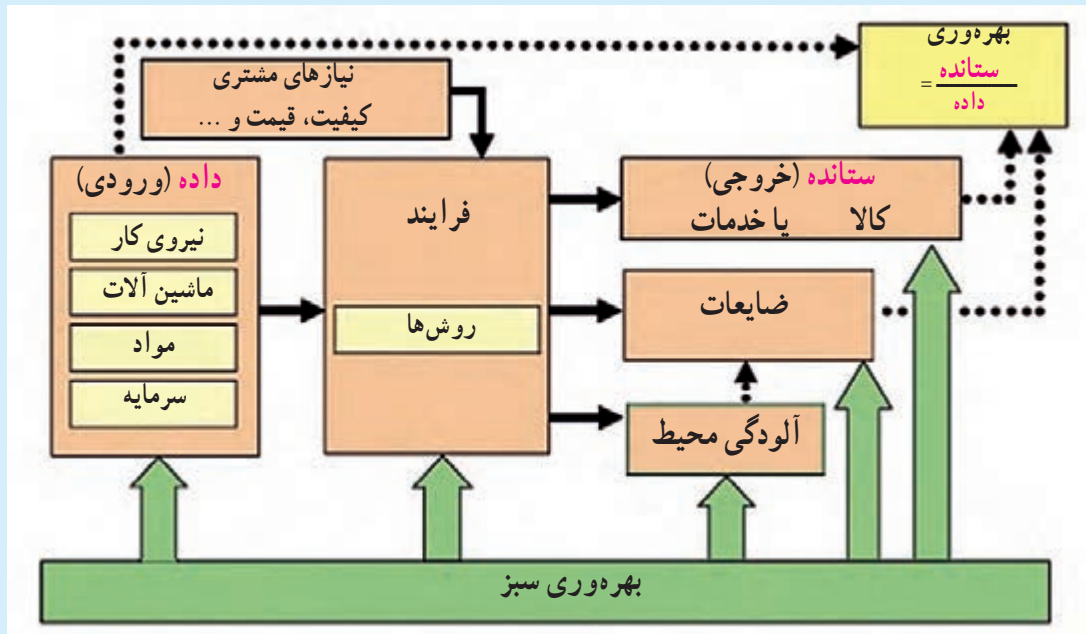 بهره‌وری
ستانده
=
داده
نیازهای مشتری
کیفیت، قیمت و ...
داده (ورودی)
نیروی کار
ماشین آلات
مواد
سرمایه
فرایند
روش‌ها
ستانده (خروجی)
کالا یا خدمات
ضایعات
آلودگی محیط
بهره‌وری سبز